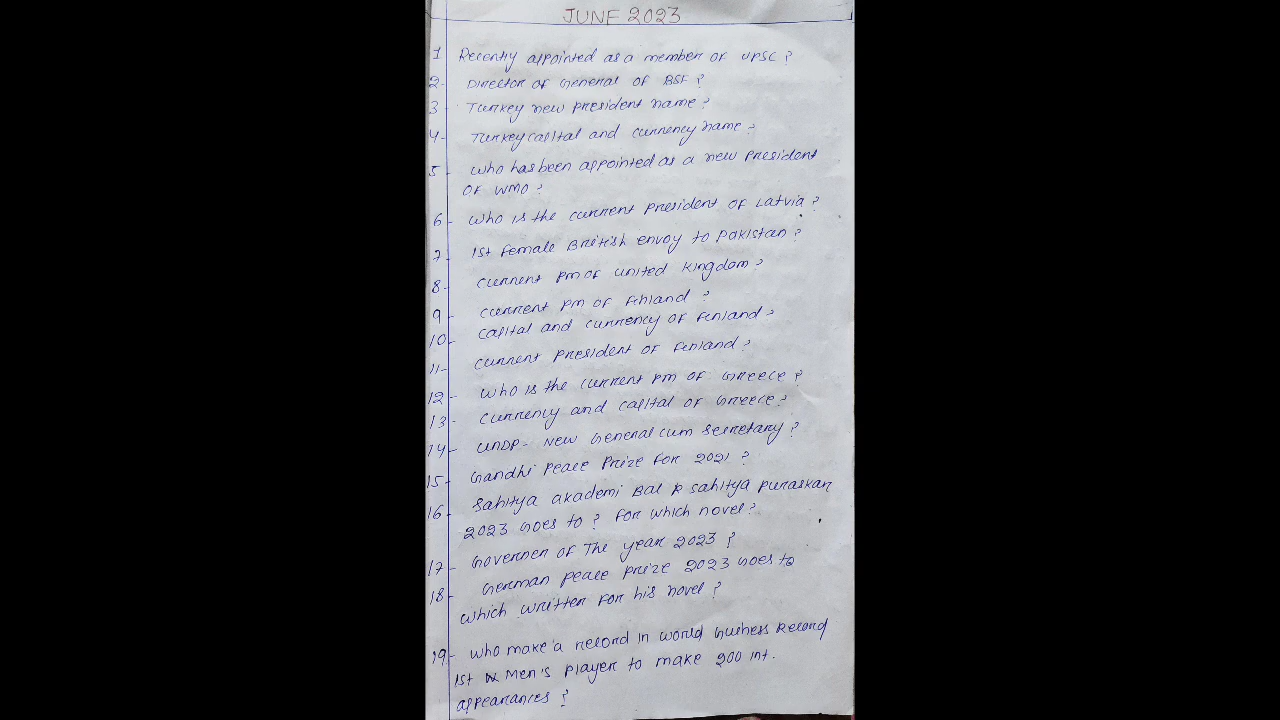 JUNE 2023
1 Recently appointed as a member of UPSC ?
2- Director of General of BSF ?
3- Turkey new president name ?
4- Turkey capital and currency name ?
5- who has been appointed as a new president
of WMO ?
6- who is the current president of Latvia ?
7- 1st female British envoy to Pakistan ?
8- current pm of united kingdom ?
9- current pm of Finland ?
10- capital and currency of Finland ?
11- current president of Finland ?
12- who is the current pm of Greece ?
13- currency and capital of Greece ?
14- UNDP- New General cum Secretary ?
15- Gandhi Peace Prize for 2021 ?
16- Sahitya akademi Bal sahitya puraskar
2023 goes to ? for which novel ?
17- Governer of The year 2023 ?
18- German peace prize 2023 goes to
which written for his novel ?
19- who make a record in world Guiness Record
1st Men's player to make 200 int.
appearances ?